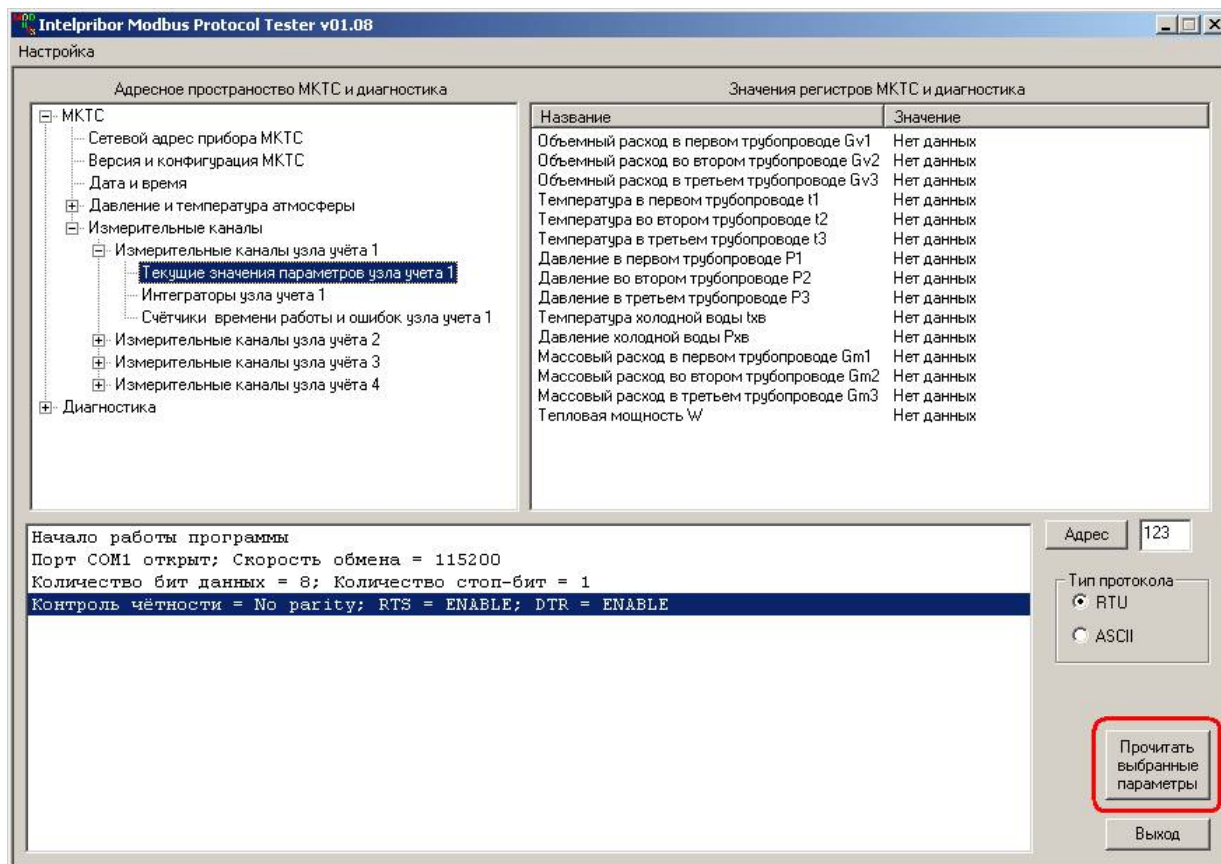 Intelpribor Modbus Protocol Tester v01.08
Настройка
Адресное простраиоство МКТС и диагностика
МКТС
Сетевой адрес прибора МКТС
Версия и конфигурация МКТС
Дата и время
Давление и температура атмосферы
Измерительные каналы
Измерительные каналы узла учёта 1
Текущие значения параметров узла учета 1
Интеграторы узла учета 1
Счётчики времени работы и ошибок узла учета 1
Измерительные каналы узла учёта 2
Измерительные каналы узла учёта 3
Измерительные каналы узла учёта 4
Диагностика
Значения регистров МКТС и диагностика
Название Значение
Объемный расход в первом трубопроводе Gv1 Нет данных
Объемный расход во втором трубопроводе Gv2 Нет данных
Объемный расход в третьем трубопроводе Gv3 Нет данных
Температура в первом трубопроводе t1 Нет данных
Температура во втором трубопроводе t2 Нет данных
Температура в третьем трубопроводе t3 Нет данных
Давление в первом трубопроводе P1 Нет данных
Давление во втором трубопроводе P2 Нет данных
Давление в третьем трубопроводе P3 Нет данных
Температура холодной воды tхв Нет данных
Давление холодной воды Pхв Нет данных
Массовый расход в первом трубопроводе Gm1 Нет данных
Массовый расход во втором трубопроводе Gm2 Нет данных
Массовый расход в третьем трубопроводе Gm3 Нет данных
Тепловая мощность W Нет данных
Начало работы программы
Порт COM1 открыт; Скорость обмена = 115200
Количество бит данных = 8; Количество стоп-бит = 1
Контроль чётности = No parity; RTS = ENABLE; DTR = ENABLE
Адрес 123
Тип протокола
RTU
ASCII
Прочитать
выбранные
параметры
Выход